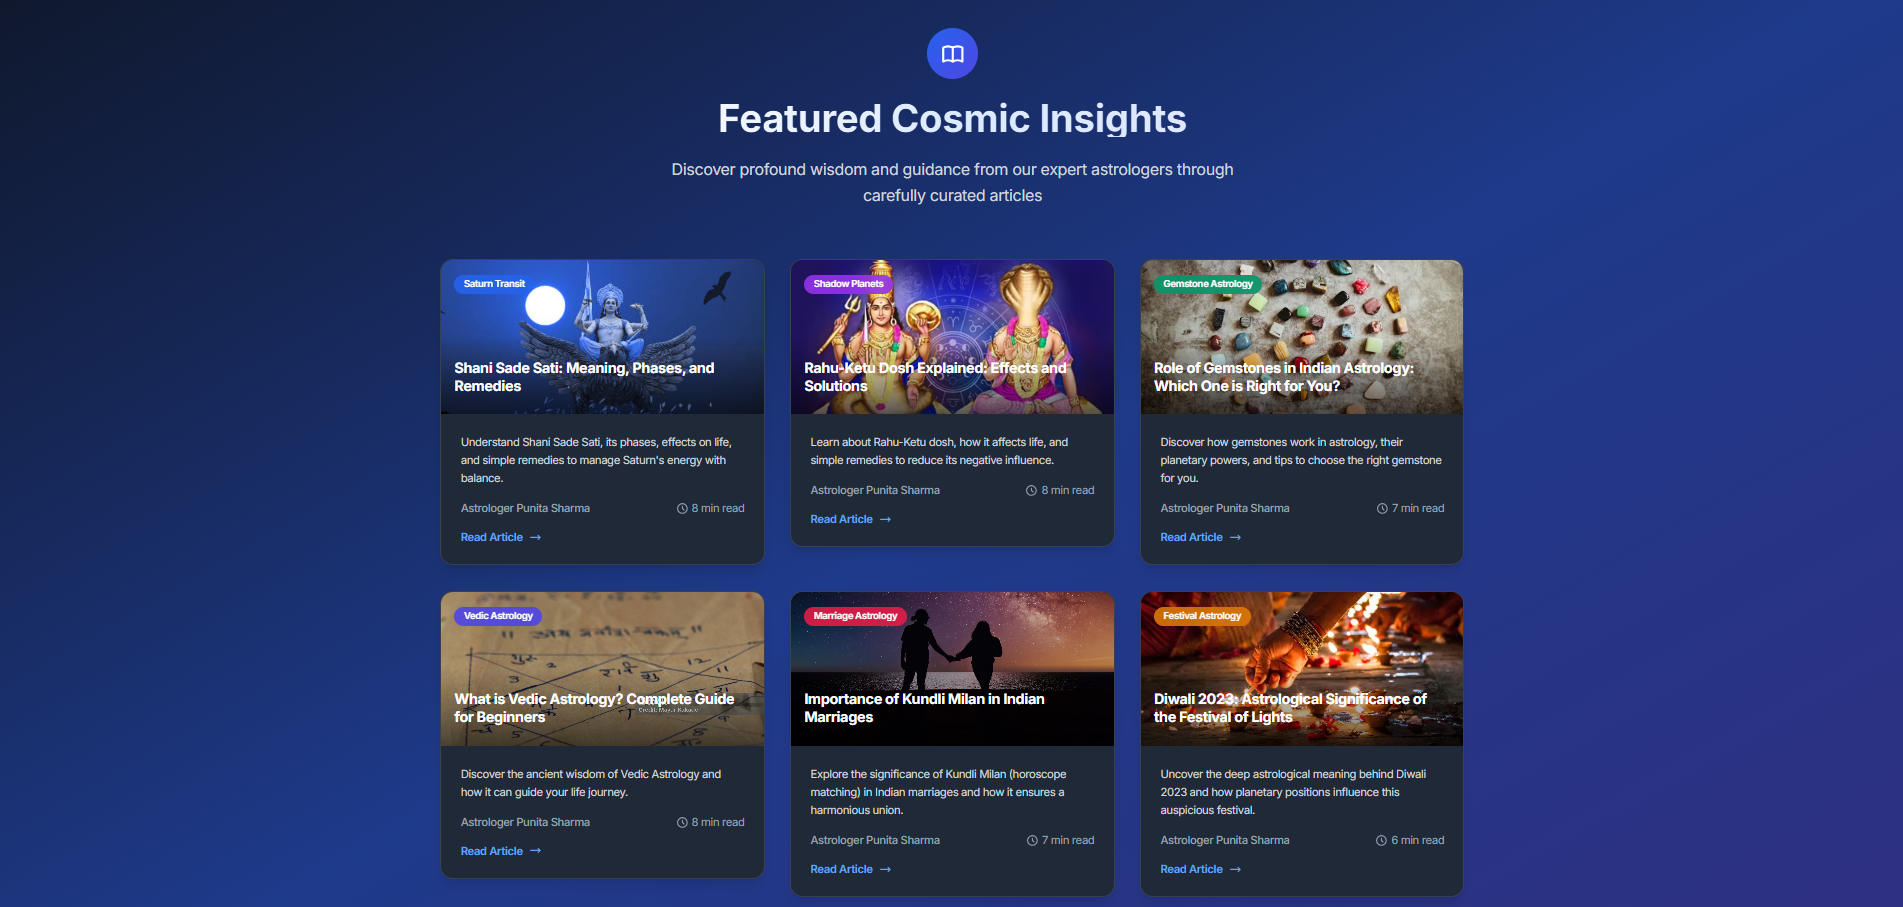 Featured Cosmic Insights
Discover profound wisdom and guidance from our expert astrologers through
carefully curated articles
Saturn Transit
Shani Sade Sati: Meaning, Phases, and
Remedies
Understand Shani Sade Sati, its phases, effects on life,
and simple remedies to manage Saturn's energy with
balance.
Astrologer Punita Sharma
8 min read
Read Article →
Shadow Planets
Rahu-Ketu Dosh Explained: Effects and
Solutions
Learn about Rahu-Ketu dosh, how it affects life, and
simple remedies to reduce its negative influence.
Astrologer Punita Sharma
8 min read
Read Article →
Gemstone Astrology
Role of Gemstones in Indian Astrology:
Which One is Right for You?
Discover how gemstones work in astrology, their
planetary powers, and tips to choose the right gemstone
for you.
Astrologer Punita Sharma
7 min read
Read Article →
Vedic Astrology
What is Vedic Astrology? Complete Guide
for Beginners
Discover the ancient wisdom of Vedic Astrology and
how it can guide your life journey.
Astrologer Punita Sharma
8 min read
Read Article →
Marriage Astrology
Importance of Kundli Milan in Indian
Marriages
Explore the significance of Kundli Milan (horoscope
matching) in Indian marriages and how it ensures a
harmonious union.
Astrologer Punita Sharma
7 min read
Read Article →
Festival Astrology
Diwali 2023: Astrological Significance of
the Festival of Lights
Uncover the deep astrological meaning behind Diwali
2023 and how planetary positions influence this
auspicious festival.
Astrologer Punita Sharma
6 min read
Read Article →